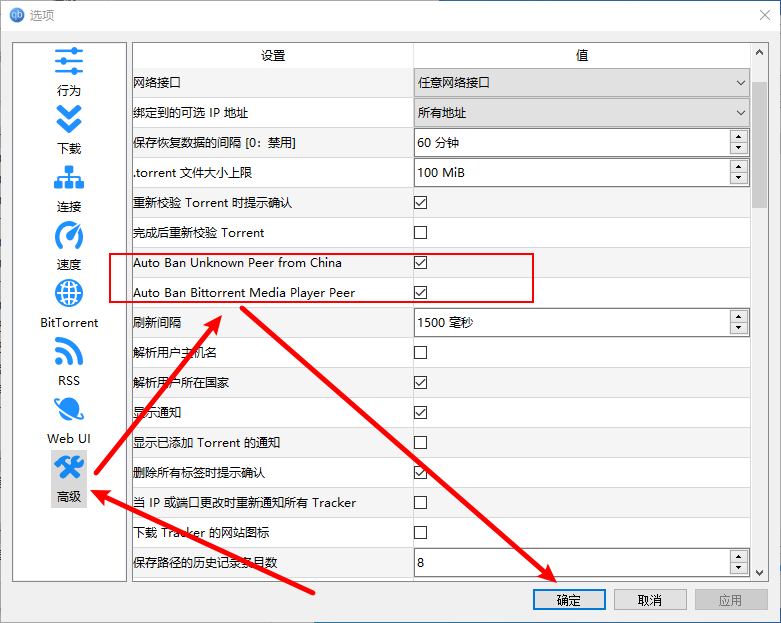 qb 选项
行为
下载
连接
速度
BitTorrent
RSS
Web UI
高级
设置 值
网络接口 任意网络接口
绑定到的可选 IP 地址 所有地址
保存恢复数据的间隔 [0：禁用] 60 分钟
.torrent 文件大小上限 100 MiB
重新校验 Torrent 时提示确认
完成后重新校验 Torrent
Auto Ban Unknown Peer from China
Auto Ban Bittorrent Media Player Peer
刷新间隔 1500 毫秒
解析用户主机名
解析用户所在国家
显示通知
显示已添加 Torrent 的通知
删除所有标签时提示确认
当 IP 或端口更改时重新通知所有 Tracker
下载 Tracker 的网站图标
保存路径的历史记录条目数 8
确定 取消 应用